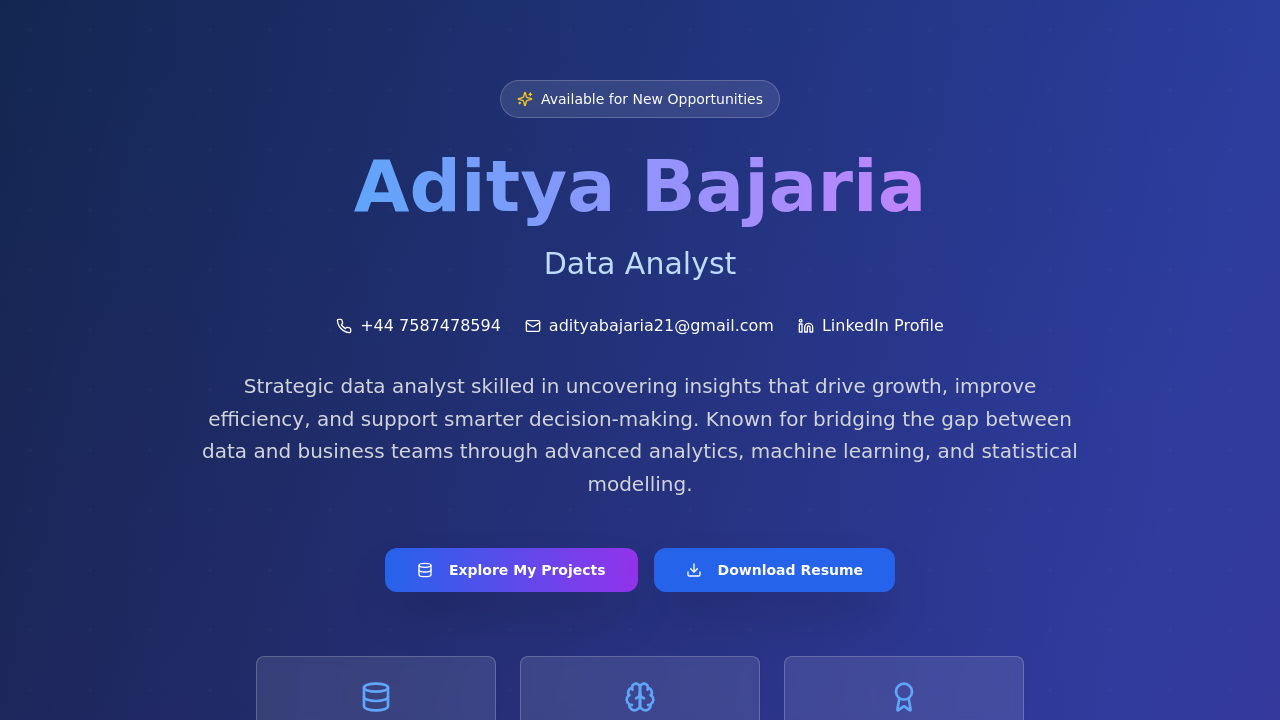 Available for New Opportunities
Aditya Bajaria
Data Analyst
+44 7587478594 adityabajaria21@gmail.com LinkedIn Profile
Strategic data analyst skilled in uncovering insights that drive growth, improve
efficiency, and support smarter decision-making. Known for bridging the gap between
data and business teams through advanced analytics, machine learning, and statistical
modelling.
Explore My Projects Download Resume